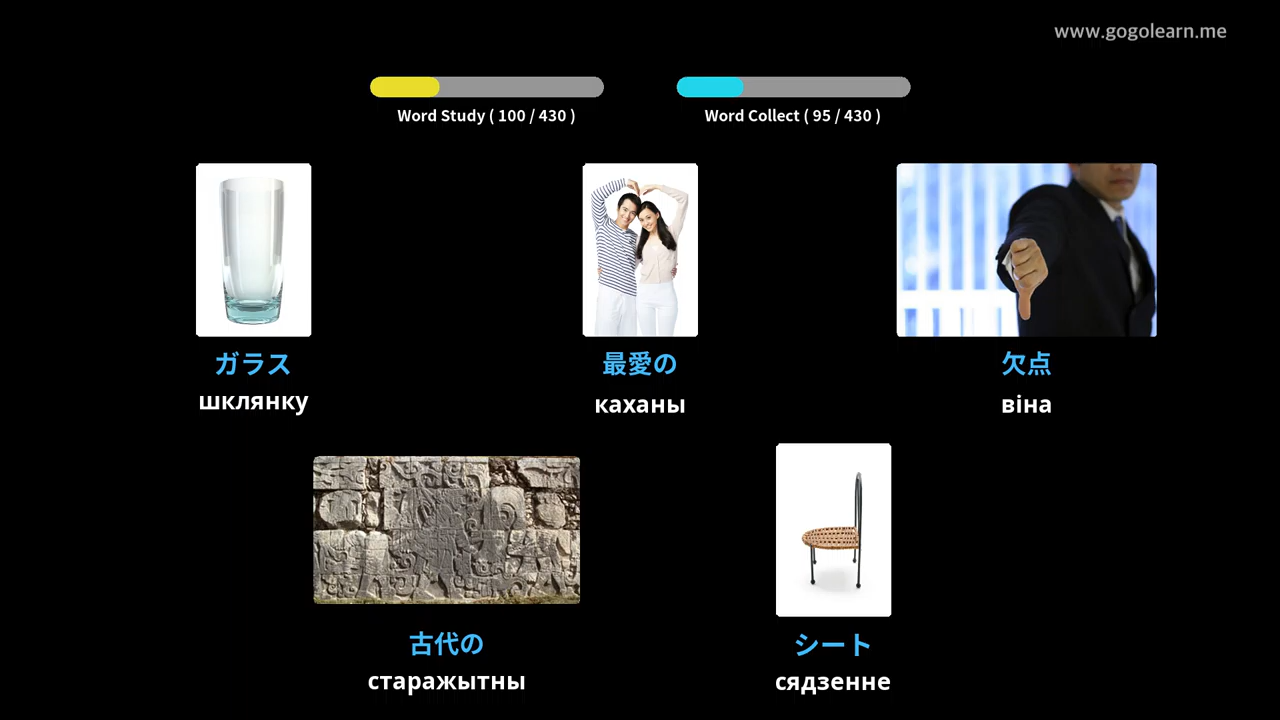 www.gogolearn.me
Word Study ( 100 / 430 )
Word Collect ( 95 / 430 )
ガラス
шклянку
最愛の
каханы
欠点
віна
古代の
старажытны
シート
сядзенне